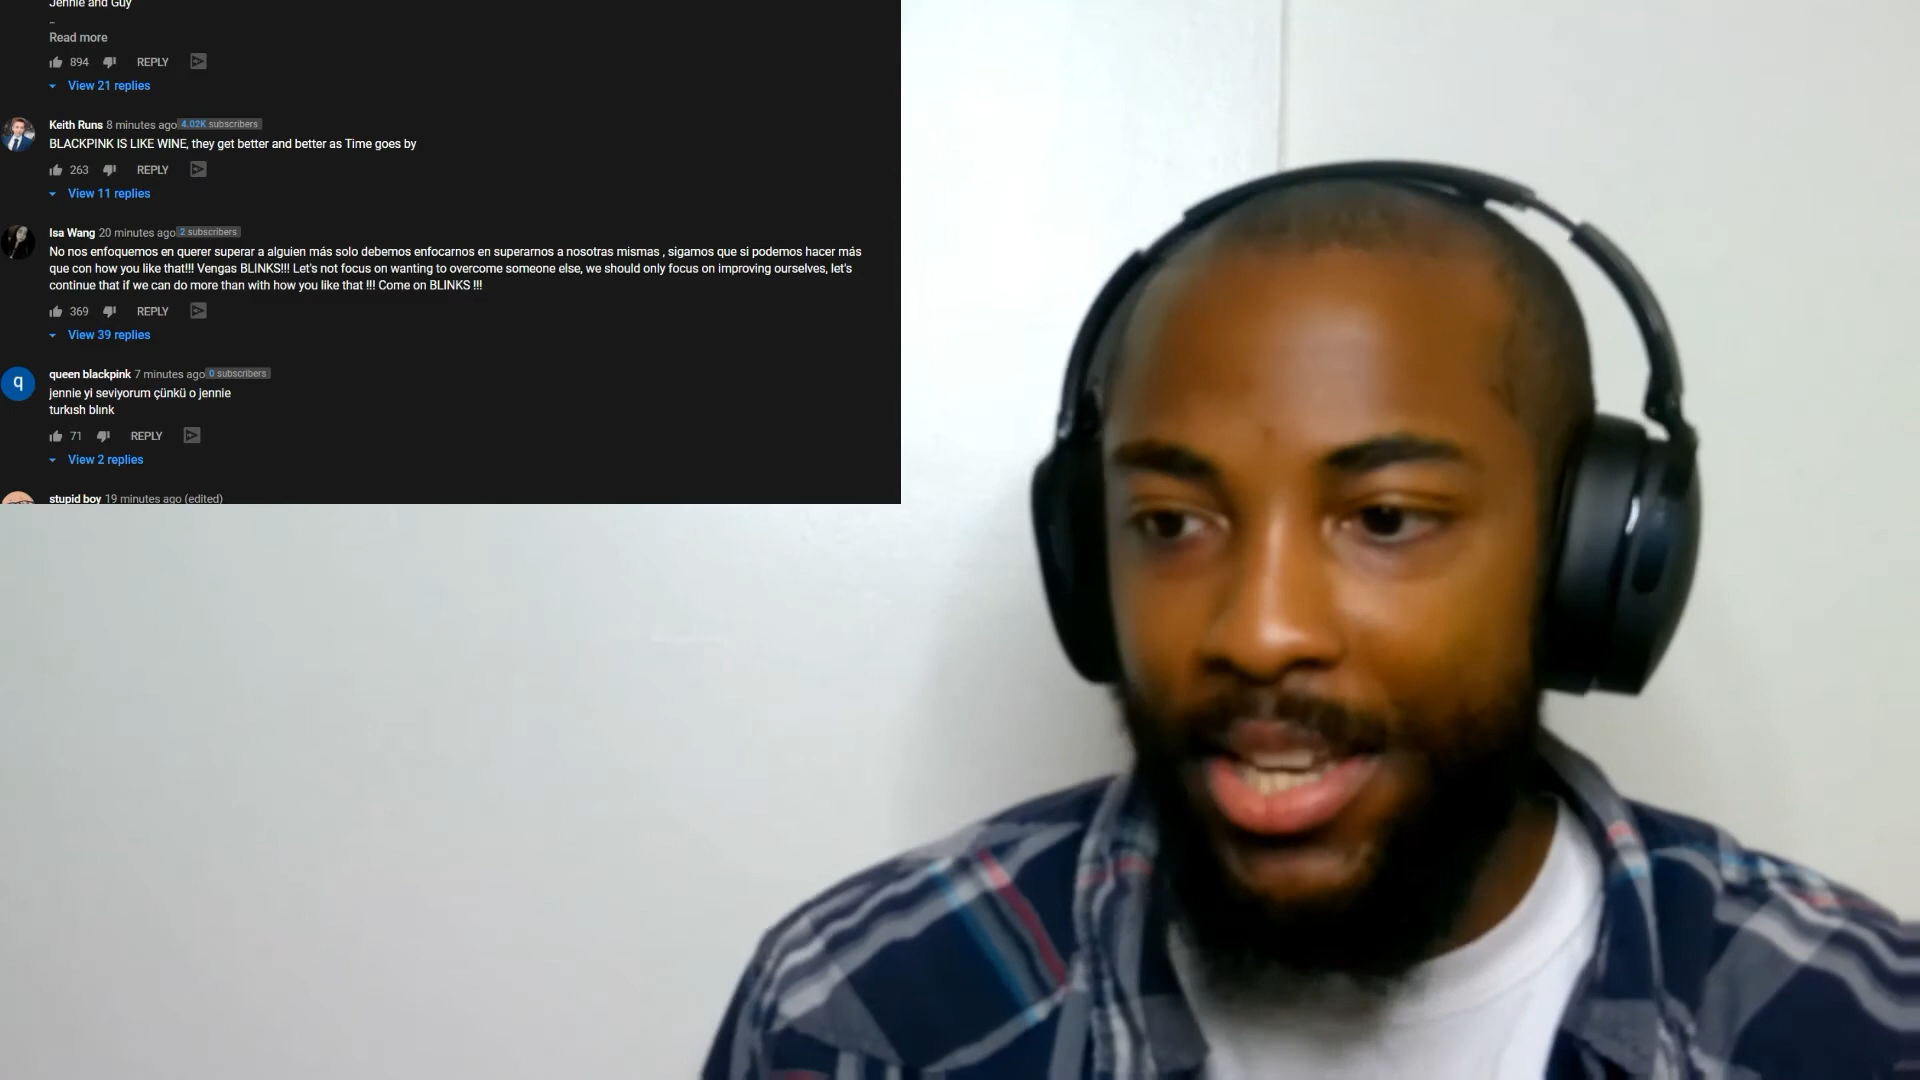 Jennie and Guy
..
Read more
894 REPLY
View 21 replies
Keith Runs 8 minutes ago 4.02K subscribers
BLACKPINK IS LIKE WINE, they get better and better as Time goes by
263 REPLY
View 11 replies
Isa Wang 20 minutes ago 2 subscribers
No nos enfoquemos en querer superar a alguien más solo debemos enfocarnos en superarnos a nosotras mismas , sigamos que si podemos hacer más
que con how you like that!!! Vengas BLINKS!!! Let's not focus on wanting to overcome someone else, we should only focus on improving ourselves, let's
continue that if we can do more than with how you like that !!! Come on BLINKS !!!
369 REPLY
View 39 replies
q
queen blackpink 7 minutes ago 0 subscribers
jennie yi seviyorum çünkü o jennie
turkısh blınk
71 REPLY
View 2 replies
stupid boy 19 minutes ago (edited)